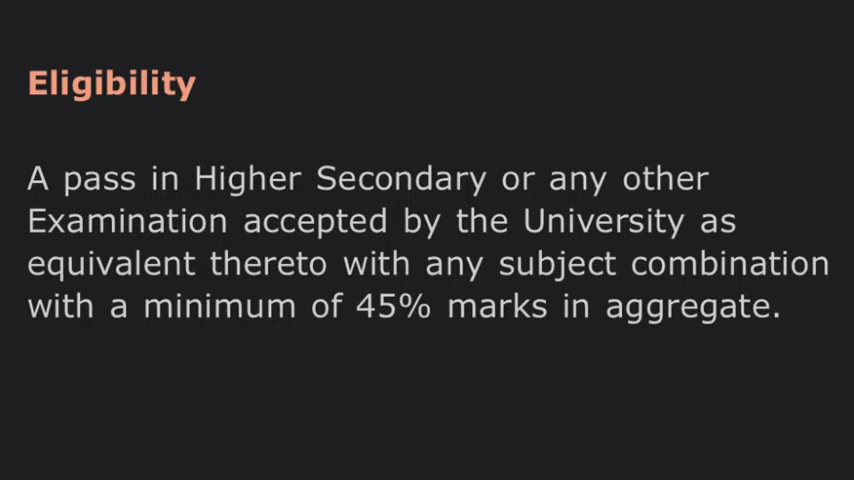 Eligibility
A pass in Higher Secondary or any other
Examination accepted by the University as
equivalent thereto with any subject combination
with a minimum of 45% marks in aggregate.